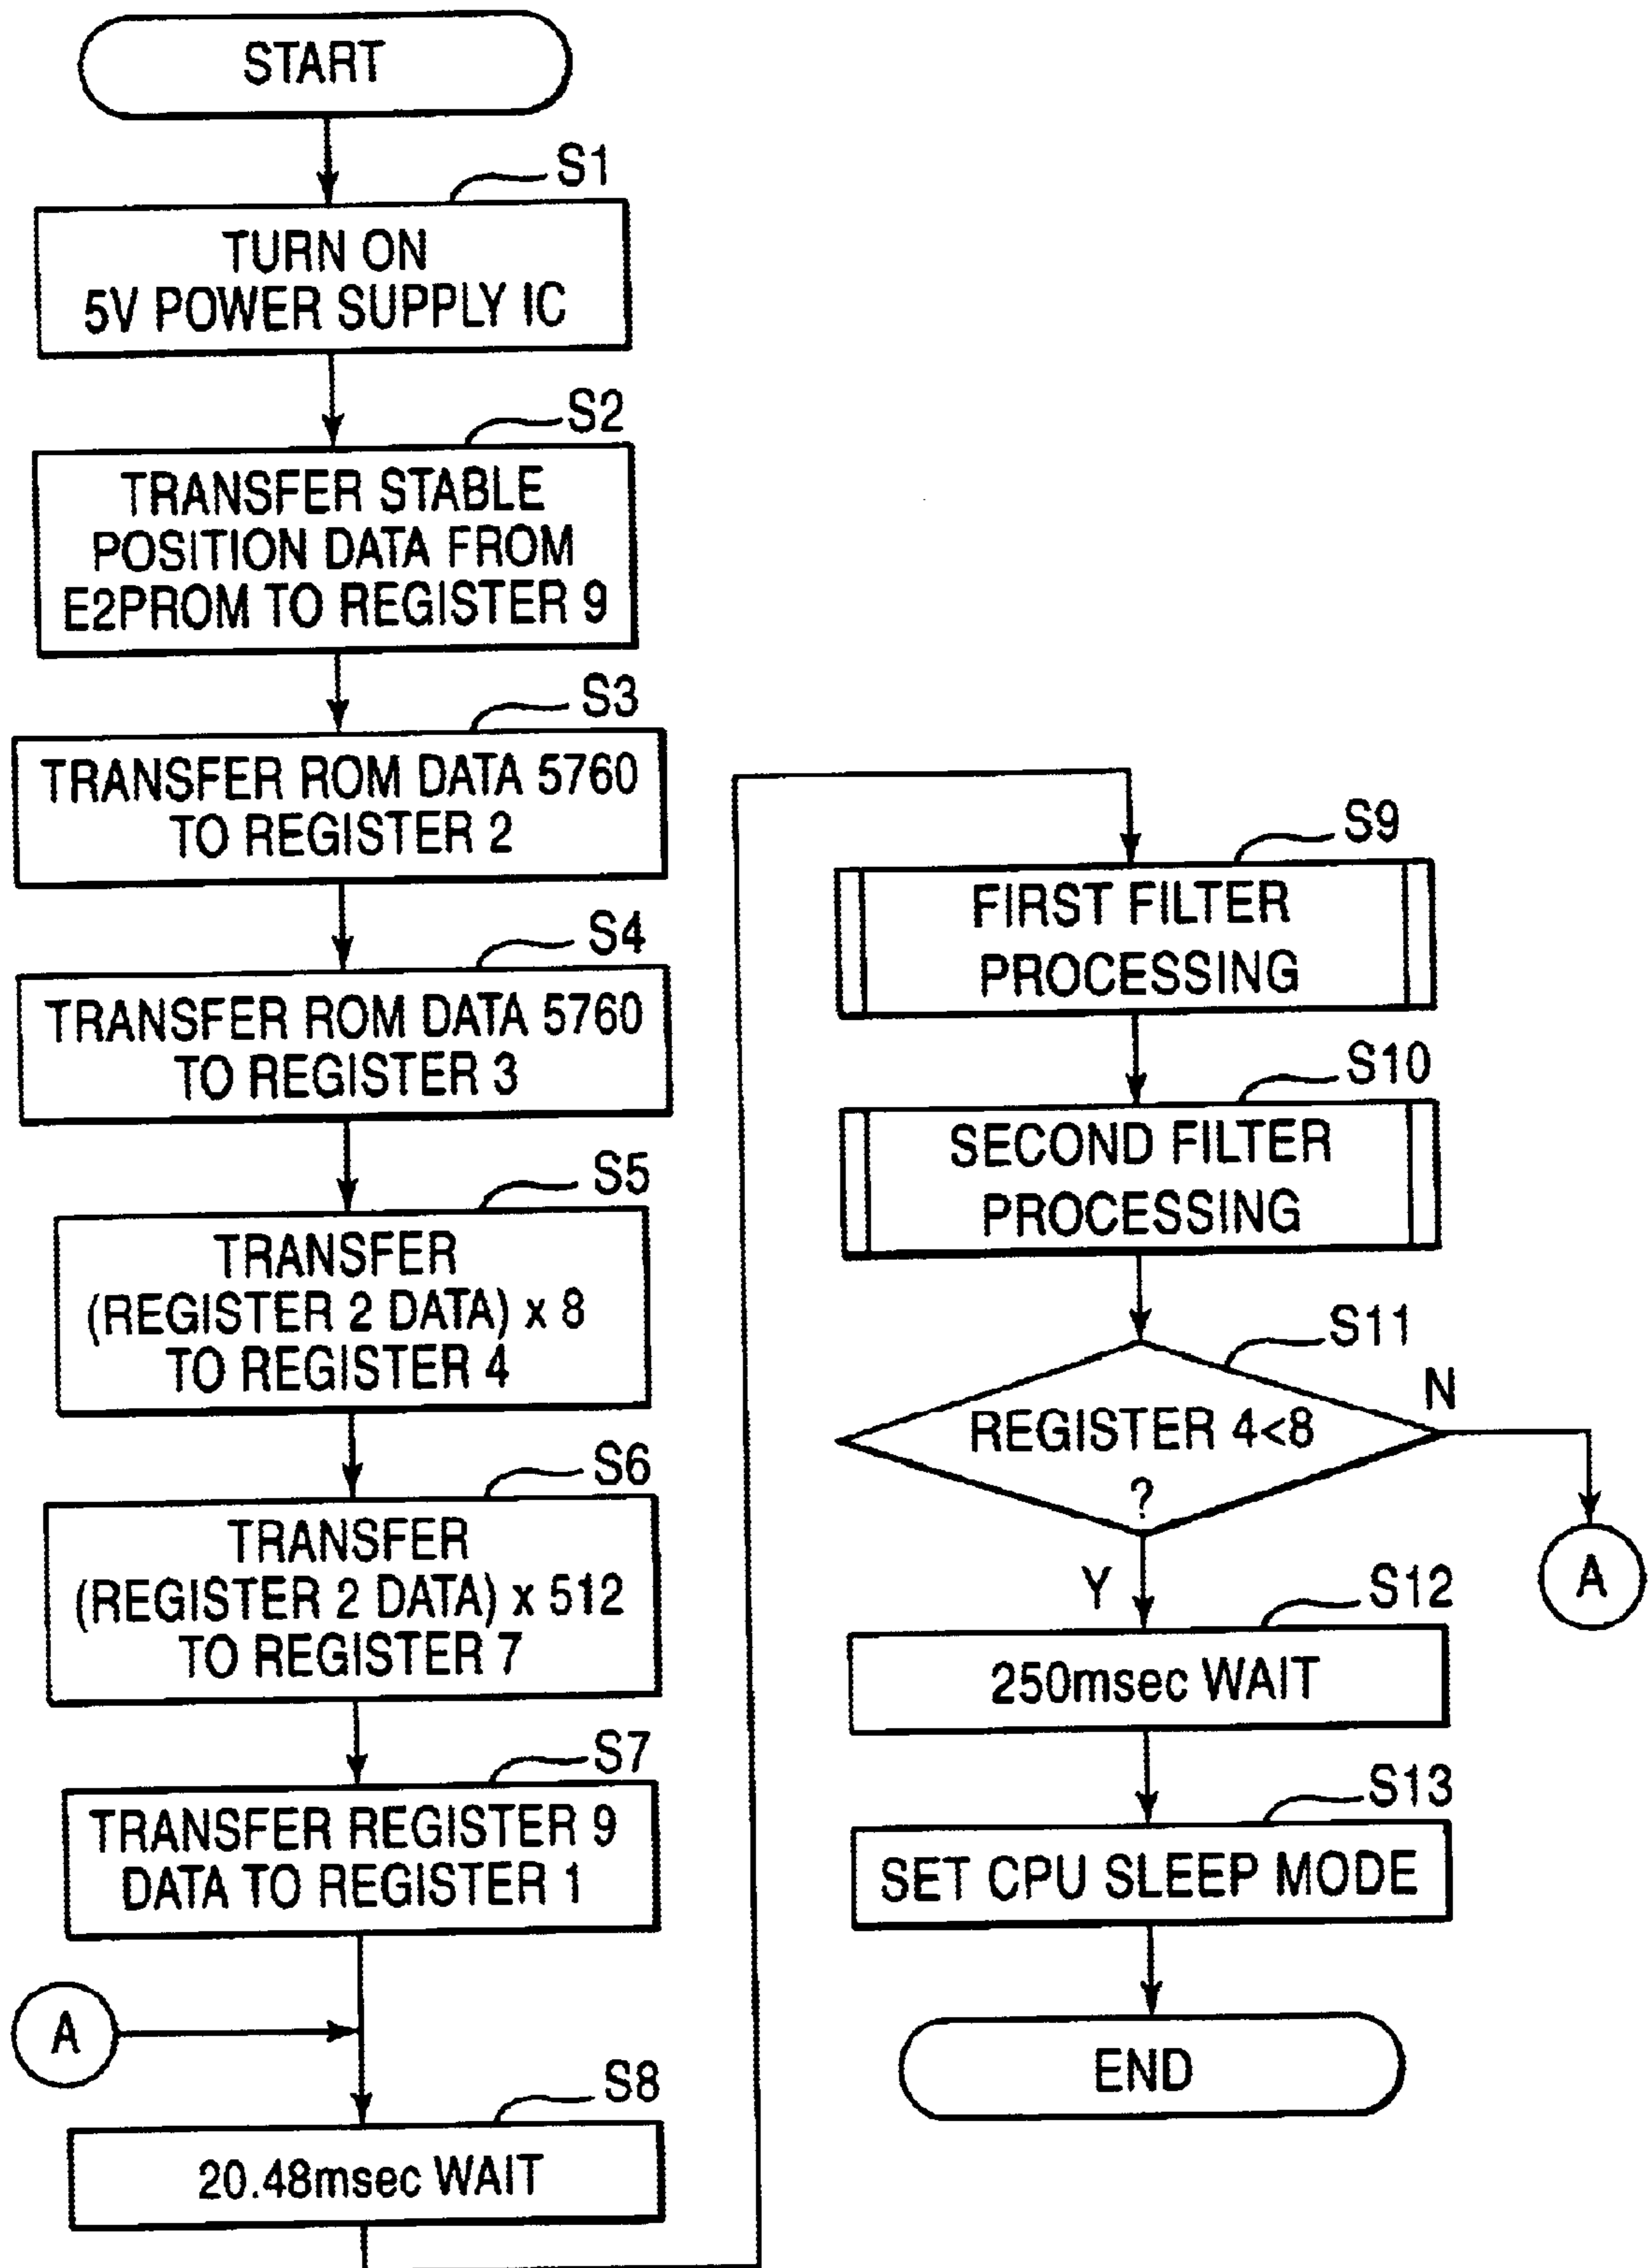 START
S1
TURN ON
5V POWER SUPPLY IC
S2
TRANSFER STABLE
POSITION DATA FROM
E2PROM TO REGISTER 9
S3
TRANSFER ROM DATA 5760
TO REGISTER 2
S4
TRANSFER ROM DATA 5760
TO REGISTER 3
S5
TRANSFER
(REGISTER 2 DATA) x 8
TO REGISTER 4
S6
TRANSFER
(REGISTER 2 DATA) x 512
TO REGISTER 7
S7
TRANSFER REGISTER 9
DATA TO REGISTER 1
A
S8
20.48msec WAIT
S9
FIRST FILTER
PROCESSING
S10
SECOND FILTER
PROCESSING
S11
REGISTER 4<8
?
N
A
Y
S12
250msec WAIT
S13
SET CPU SLEEP MODE
END